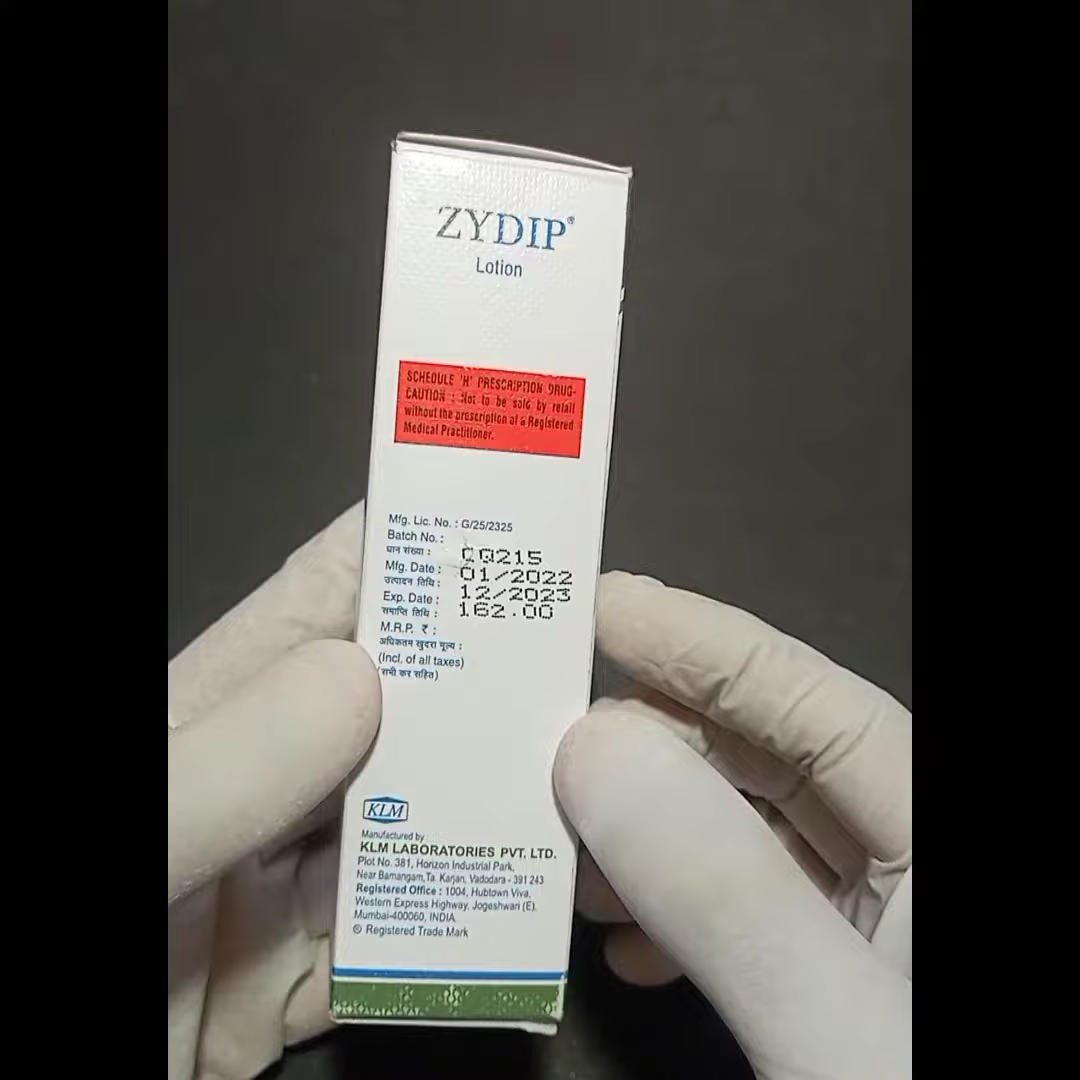 ZYDIP®
Lotion
SCHEDULE 'H' PRESCRIPTION DRUG-
CAUTION : Not to be sold by retail
without the prescription of a Registered
Medical Practitioner.
Mfg. Lic. No. : G/25/2325
Batch No. :
घान संख्या : CQ215
Mfg. Date : 01/2022
उत्पादन तिथि :
Exp. Date : 12/2023
समाप्ति तिथि : 162.00
M.R.P. ₹ :
अधिकतम खुदरा मूल्य :
(Incl. of all taxes)
(सभी कर सहित)
KLM
Manufactured by :
KLM LABORATORIES PVT. LTD.
Plot No. 381, Horizon Industrial Park,
Near Bamangam, Ta. Karjan, Vadodara - 391 243
Registered Office : 1004, Hubtown Viva,
Western Express Highway, Jogeshwari (E),
Mumbai-400060, INDIA.
® Registered Trade Mark